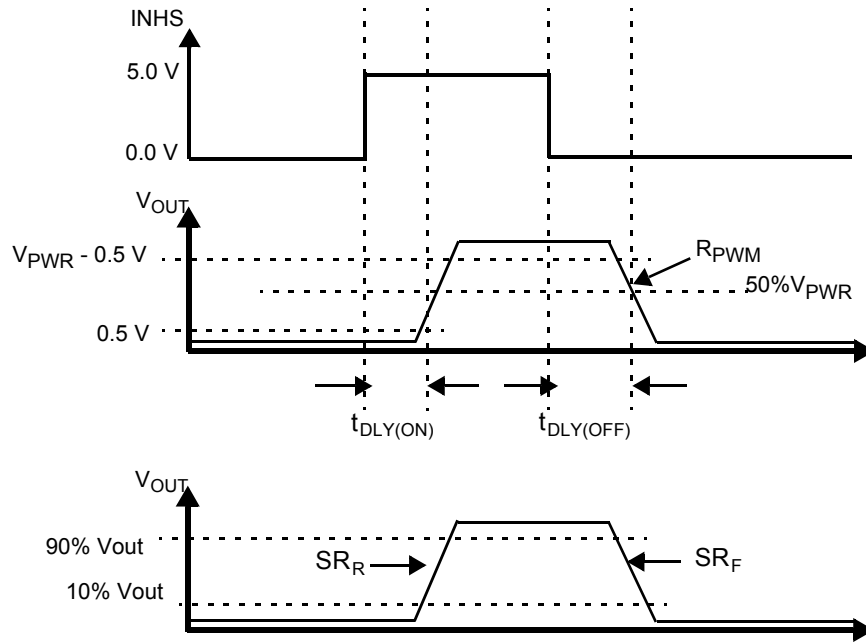 INHS
5.0 V
0.0 V
VOUT
VPWR - 0.5 V
RPWM
50%VPWR
0.5 V
tDLY(ON)
tDLY(OFF)
VOUT
90% Vout
SRR
SRF
10% Vout